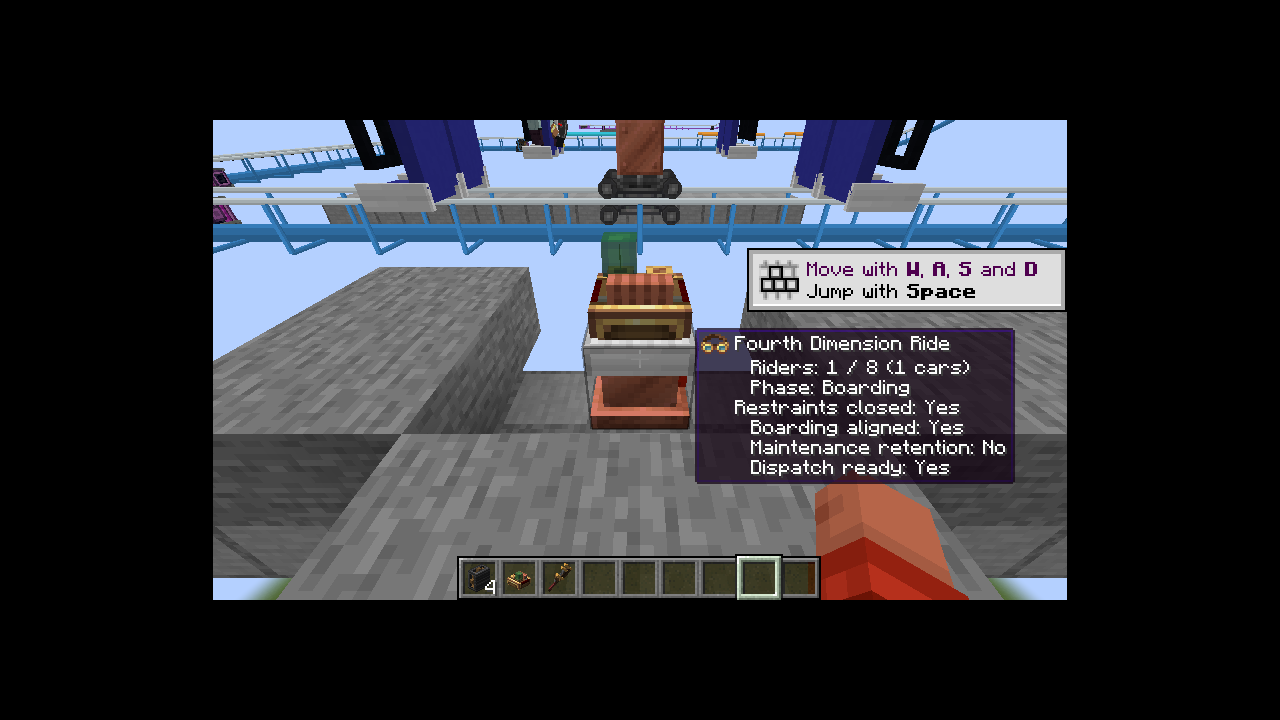 Move with W, A, S and D
Jump with Space
Fourth Dimension Ride
Riders: 1 / 8 (1 cars)
Phase: Boarding
Restraints closed: Yes
Boarding aligned: Yes
Maintenance retention: No
Dispatch ready: Yes
4